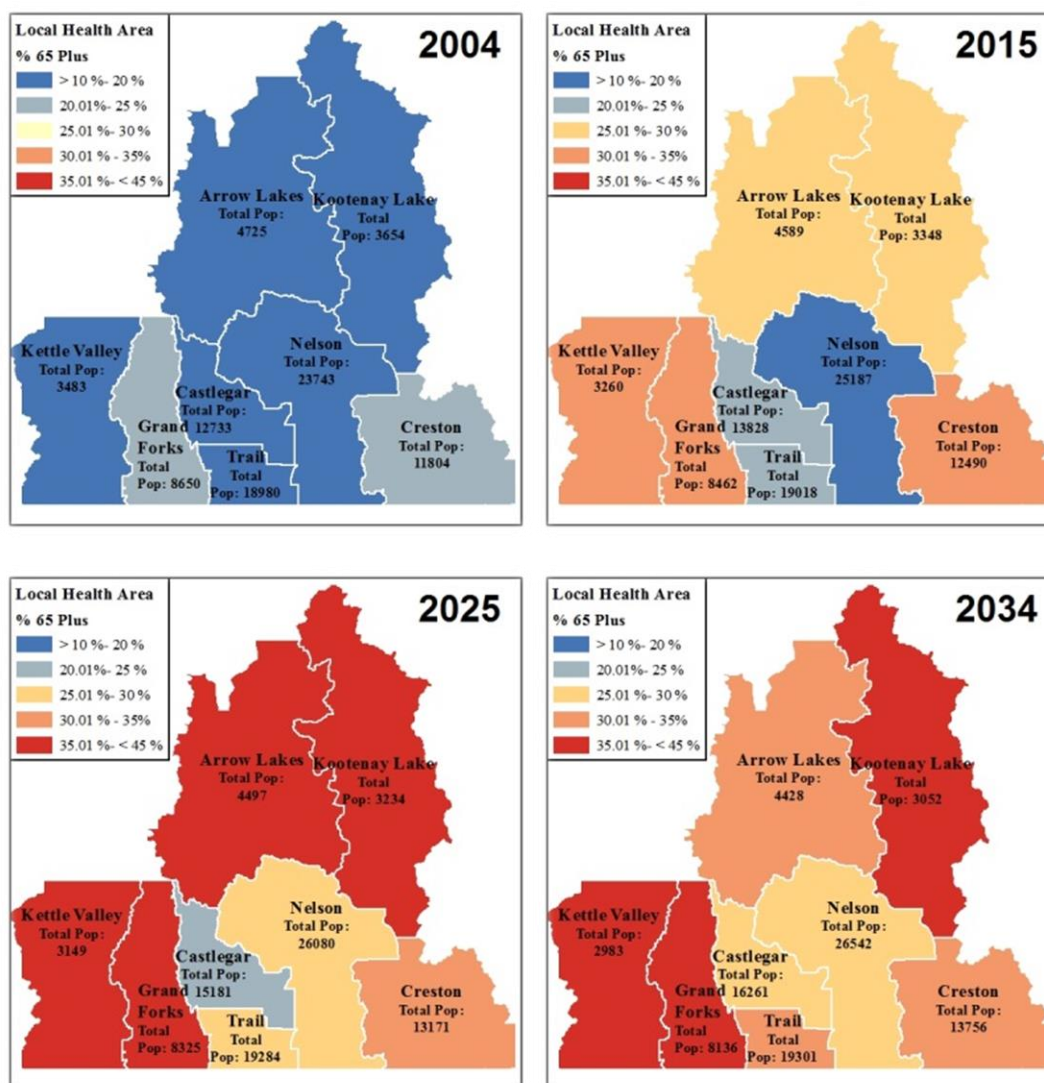 Local Health Area
% 65 Plus
> 10 %- 20 %
20.01%- 25 %
25.01 %- 30 %
30.01 % - 35%
35.01 %- < 45 %
2004
Arrow Lakes
Total Pop:
4725
Kootenay Lake
Total
Pop: 3654
Kettle Valley
Total Pop:
3483
Nelson
Total Pop:
23743
Castlegar
Total Pop:
12733
Grand
Forks
Total
Pop: 8650
Trail
Total
Pop: 18980
Creston
Total Pop:
11804
Local Health Area
% 65 Plus
> 10 %- 20 %
20.01%- 25 %
25.01 %- 30 %
30.01 % - 35%
35.01 %- < 45 %
2015
Arrow Lakes
Total Pop:
4589
Kootenay Lake
Total
Pop: 3348
Kettle Valley
Total Pop:
3260
Nelson
Total Pop:
25187
Castlegar
Total Pop:
13828
Grand
Forks
Total
Pop: 8462
Trail
Total
Pop: 19018
Creston
Total Pop:
12490
Local Health Area
% 65 Plus
> 10 %- 20 %
20.01%- 25 %
25.01 %- 30 %
30.01 % - 35%
35.01 %- < 45 %
2025
Arrow Lakes
Total Pop:
4497
Kootenay Lake
Total
Pop: 3234
Kettle Valley
Total Pop:
3149
Nelson
Total Pop:
26080
Castlegar
Total Pop:
15181
Grand
Forks
Total
Pop: 8325
Trail
Total
Pop: 19284
Creston
Total Pop:
13171
Local Health Area
% 65 Plus
> 10 %- 20 %
20.01%- 25 %
25.01 %- 30 %
30.01 % - 35%
35.01 %- < 45 %
2034
Arrow Lakes
Total Pop:
4428
Kootenay Lake
Total
Pop: 3052
Kettle Valley
Total Pop:
2983
Nelson
Total Pop:
26542
Castlegar
Total Pop:
16261
Grand
Forks
Total
Pop: 8136
Trail
Total
Pop: 19301
Creston
Total Pop:
13756